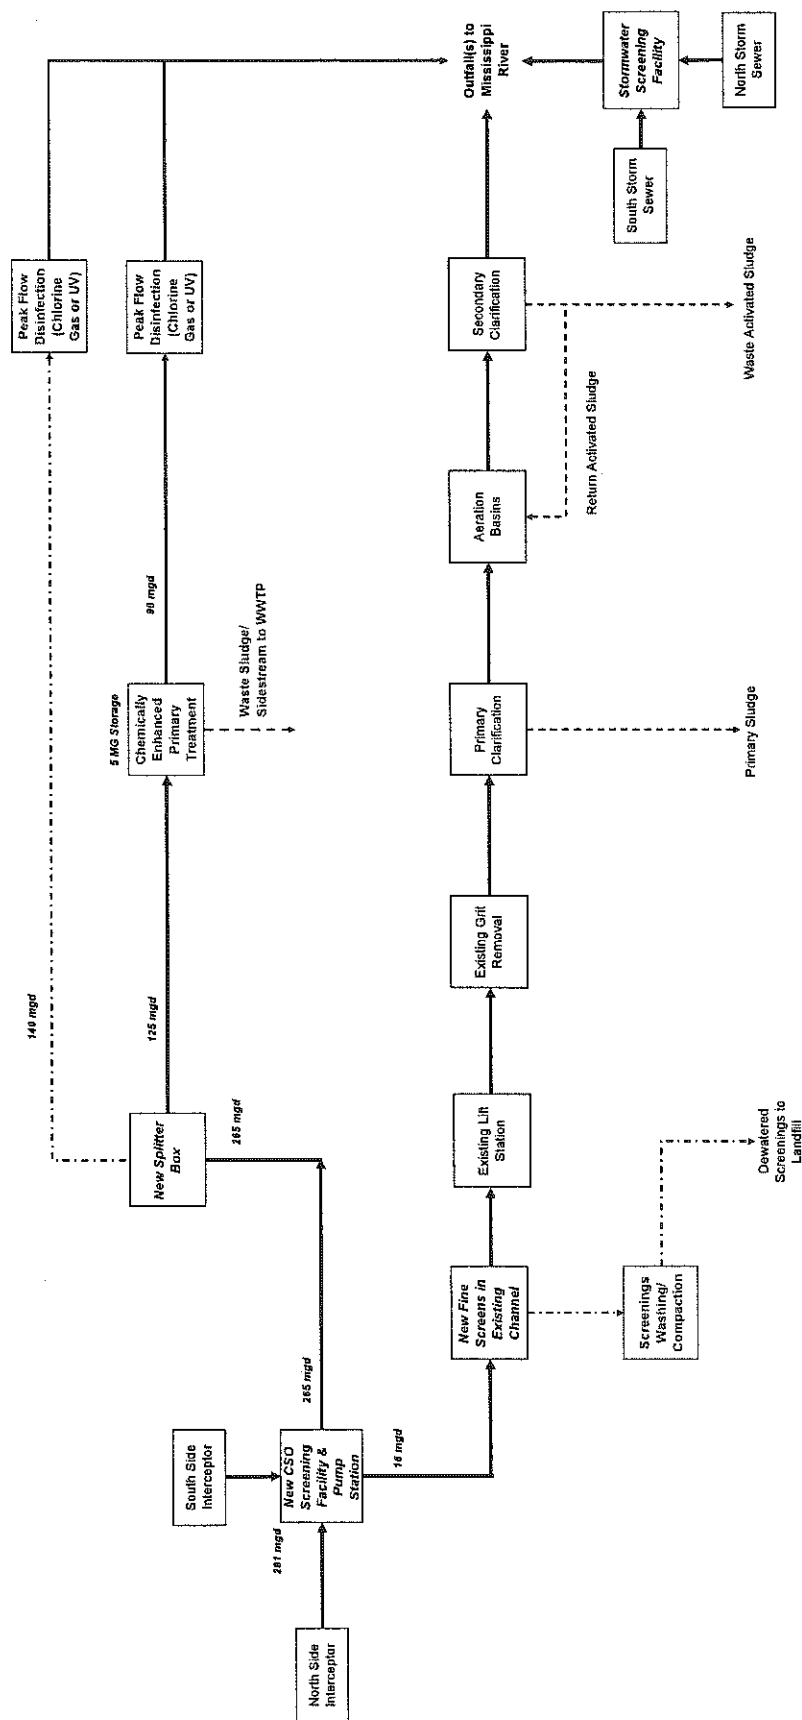 North Side
Interceptor
281 mgd
South Side
Interceptor
New CSO
Screening
Facility &
Pump
Station
265 mgd
16 mgd
265 mgd
New Splitter
Box
140 mgd
125 mgd
5 MG Storage
Chemically
Enhanced
Primary
Treatment
Waste Sludge/
Sidestream to WWTP
90 mgd
Peak Flow
Disinfection
(Chlorine
Gas or UV)
Peak Flow
Disinfection
(Chlorine
Gas or UV)
New Fine
Screens in
Existing
Channel
Screenings
Washing/
Compaction
Dewatered
Screenings to
Landfill
Existing Lift
Station
Existing Grit
Removal
Primary
Clarification
Primary Sludge
Aeration
Basins
Return Activated Sludge
Secondary
Clarification
Waste Activated Sludge
Outfall(s) to
Mississippi
River
Stormwater
Screening
Facility
South Storm
Sewer
North Storm
Sewer